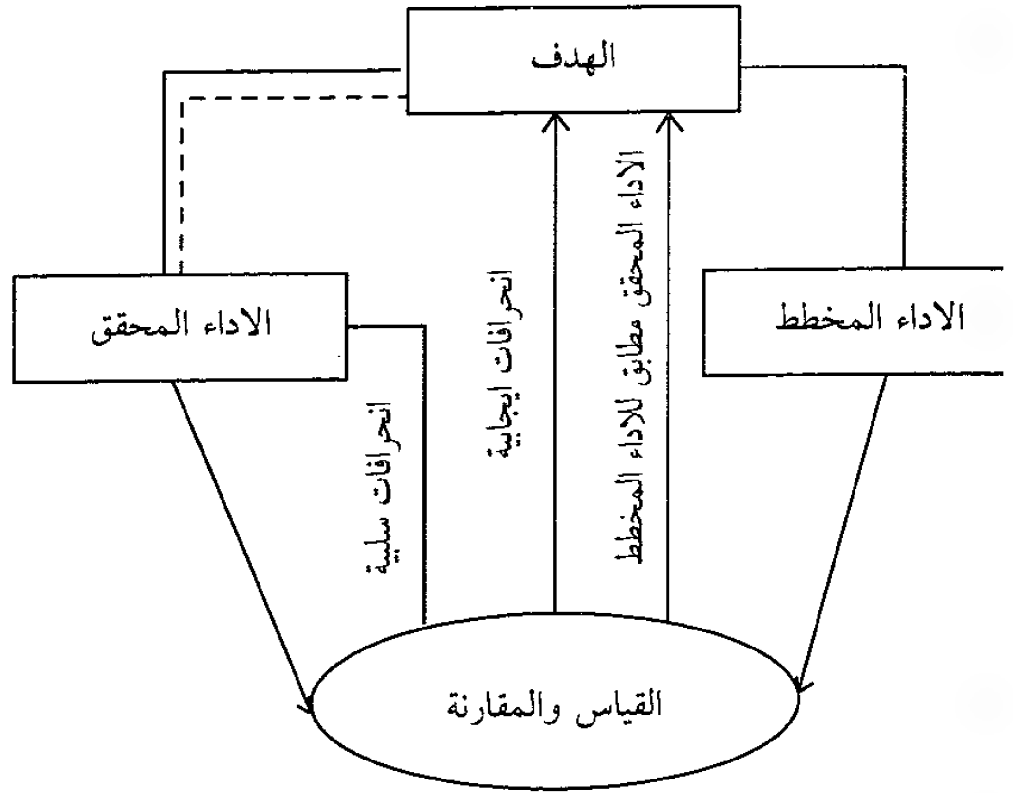 الهدف
الاداء المخطط
الاداء المحقق
الاداء المحقق مطابق للاداء المخطط
انحرافات ايجابية
انحرافات سلبية
القياس والمقارنة